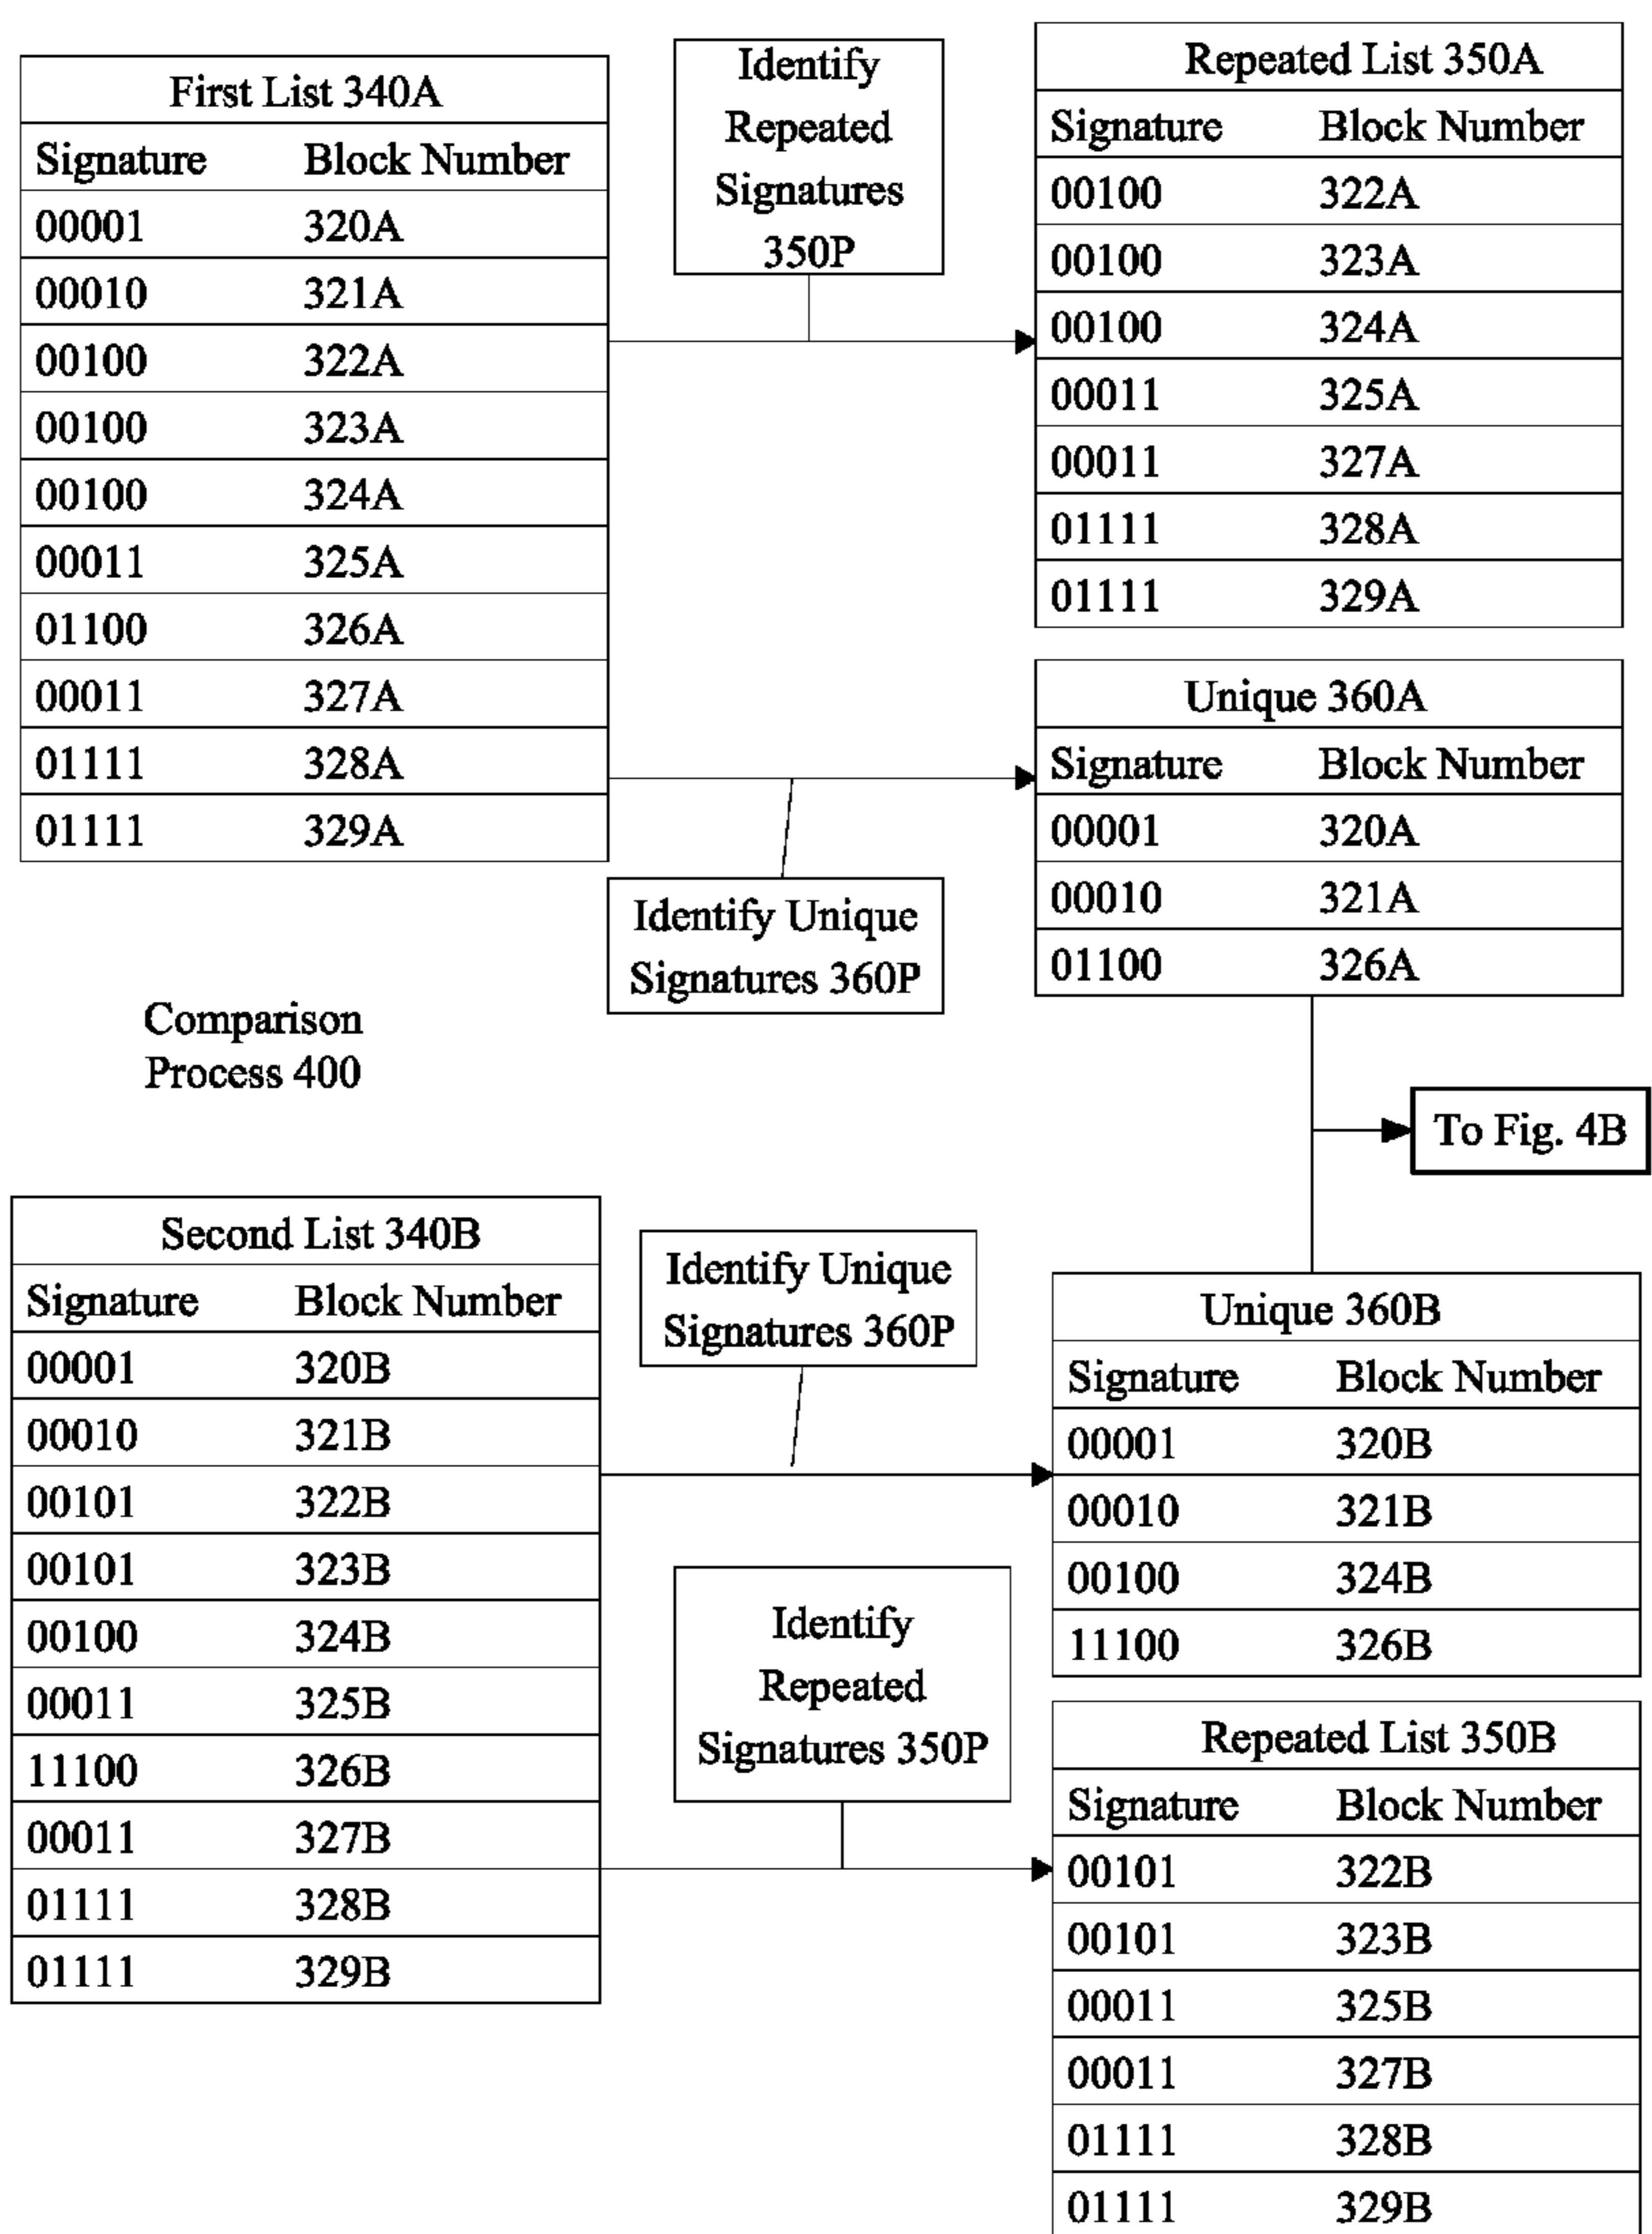 First List 340A
Signature Block Number
00001 320A
00010 321A
00100 322A
00100 323A
00100 324A
00011 325A
01100 326A
00011 327A
01111 328A
01111 329A
Identify
Repeated
Signatures
350P
Repeated List 350A
Signature Block Number
00100 322A
00100 323A
00100 324A
00011 325A
00011 327A
01111 328A
01111 329A
Identify Unique
Signatures 360P
Unique 360A
Signature Block Number
00001 320A
00010 321A
01100 326A
Comparison
Process 400
To Fig. 4B
Second List 340B
Signature Block Number
00001 320B
00010 321B
00101 322B
00101 323B
00100 324B
00011 325B
11100 326B
00011 327B
01111 328B
01111 329B
Identify Unique
Signatures 360P
Unique 360B
Signature Block Number
00001 320B
00010 321B
00100 324B
11100 326B
Identify
Repeated
Signatures 350P
Repeated List 350B
Signature Block Number
00101 322B
00101 323B
00011 325B
00011 327B
01111 328B
01111 329B